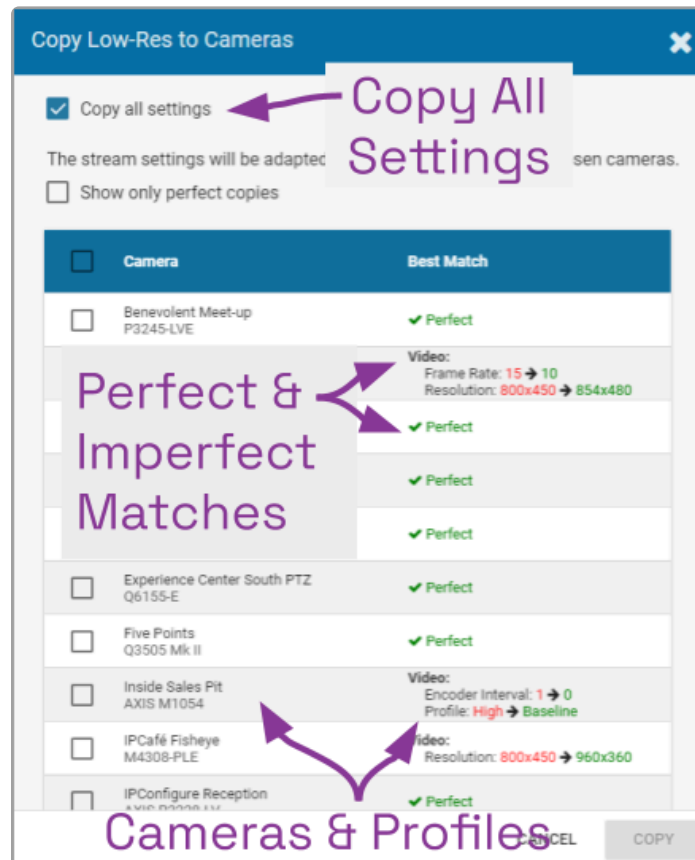 Copy Low-Res to Cameras
Copy all settings
Copy All
Settings
The stream settings will be adapted
sen cameras.
Show only perfect copies
Camera Best Match
Benevolent Meet-up
P3245-LVE
Perfect
Video:
Frame Rate: 15 → 10
Resolution: 800x450 → 854x480
Perfect &
Imperfect
Matches
Perfect
Perfect
Perfect
Experience Center South PTZ
Q6155-E
Perfect
Five Points
Q3505 Mk II
Perfect
Inside Sales Pit
AXIS M1054
Video:
Encoder Interval: 1 → 0
Profile: High → Baseline
IPCafé Fisheye
M4308-PLE
Video:
Resolution: 800x450 → 960x360
IPConfigure Reception
Perfect
Cameras & Profiles
CANCEL
COPY